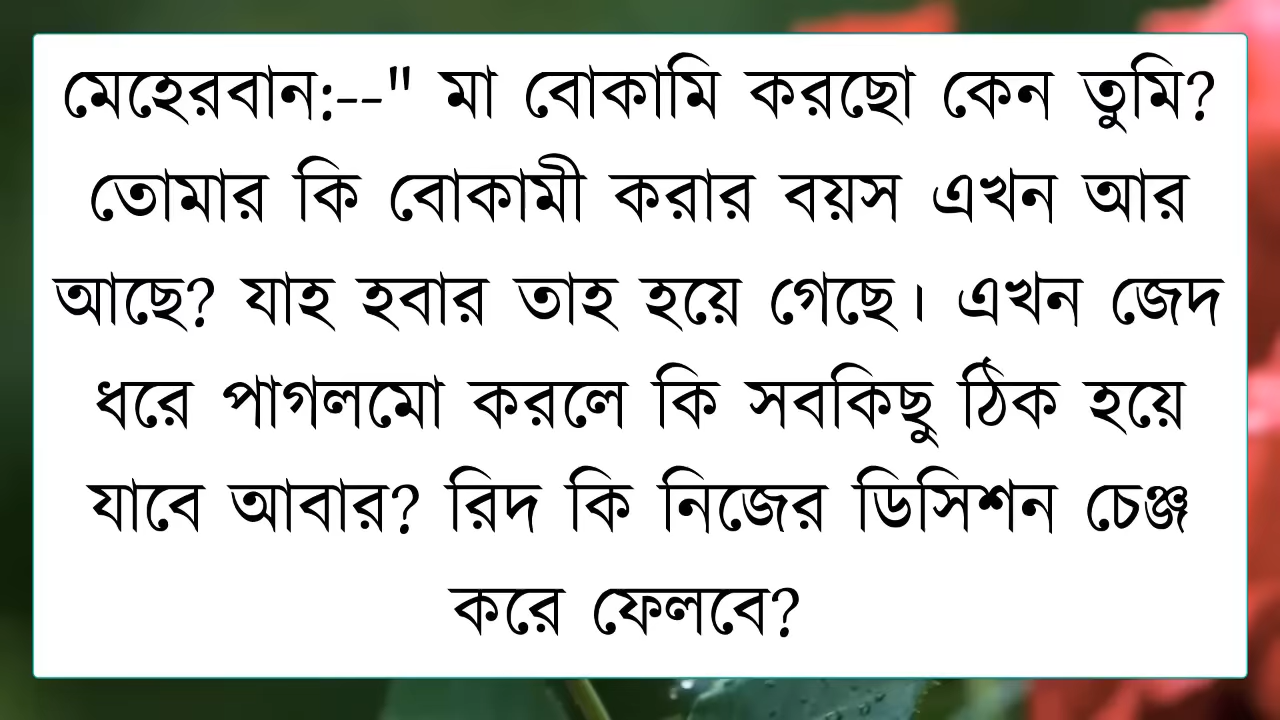 মেহেরবান:--" মা বোকামি করছো কেন তুমি?
তোমার কি বোকামী করার বয়স এখন আর
আছে? যাহ হবার তাহ হয়ে গেছে। এখন জেদ
ধরে পাগলমো করলে কি সবকিছু ঠিক হয়ে
যাবে আবার? রিদ কি নিজের ডিসিশন চেঞ্জ
করে ফেলবে?